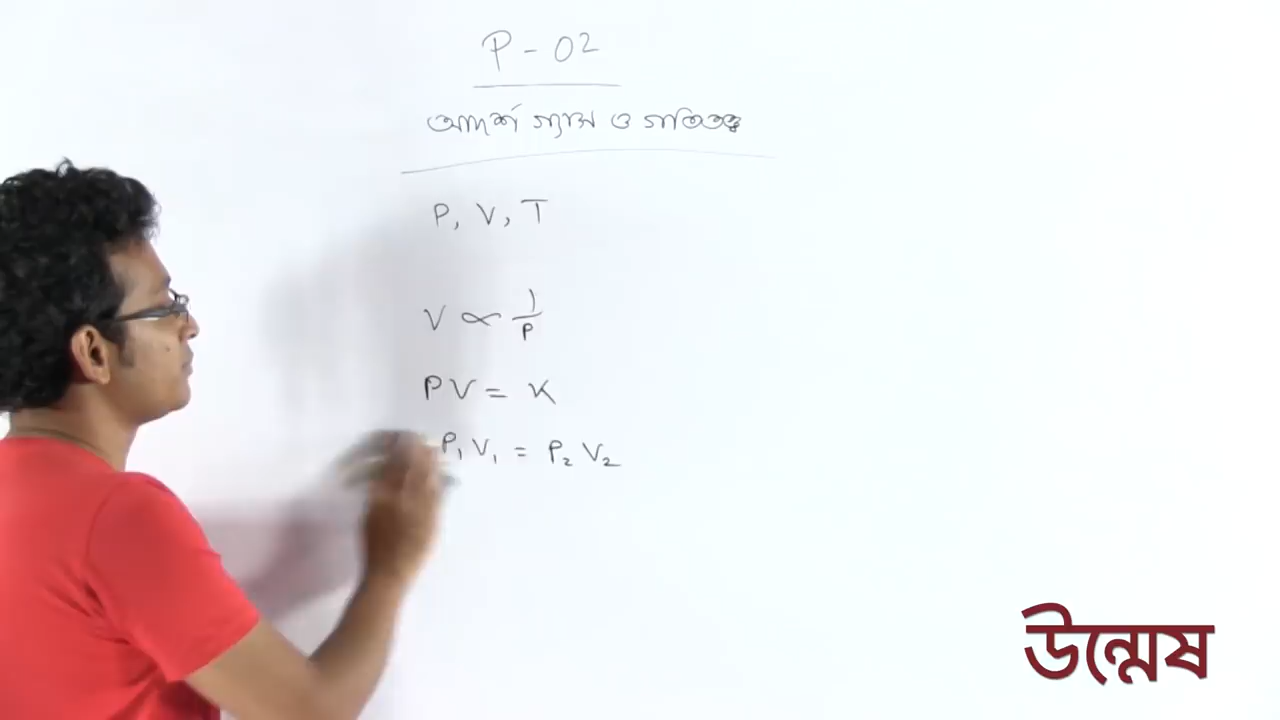 P - 02
আদর্শ গ্যাস ও গতিতত্ত্ব
P, V, T
V ∝ 1/P
PV = K
P₁V₁ = P₂V₂
উন্মেষ